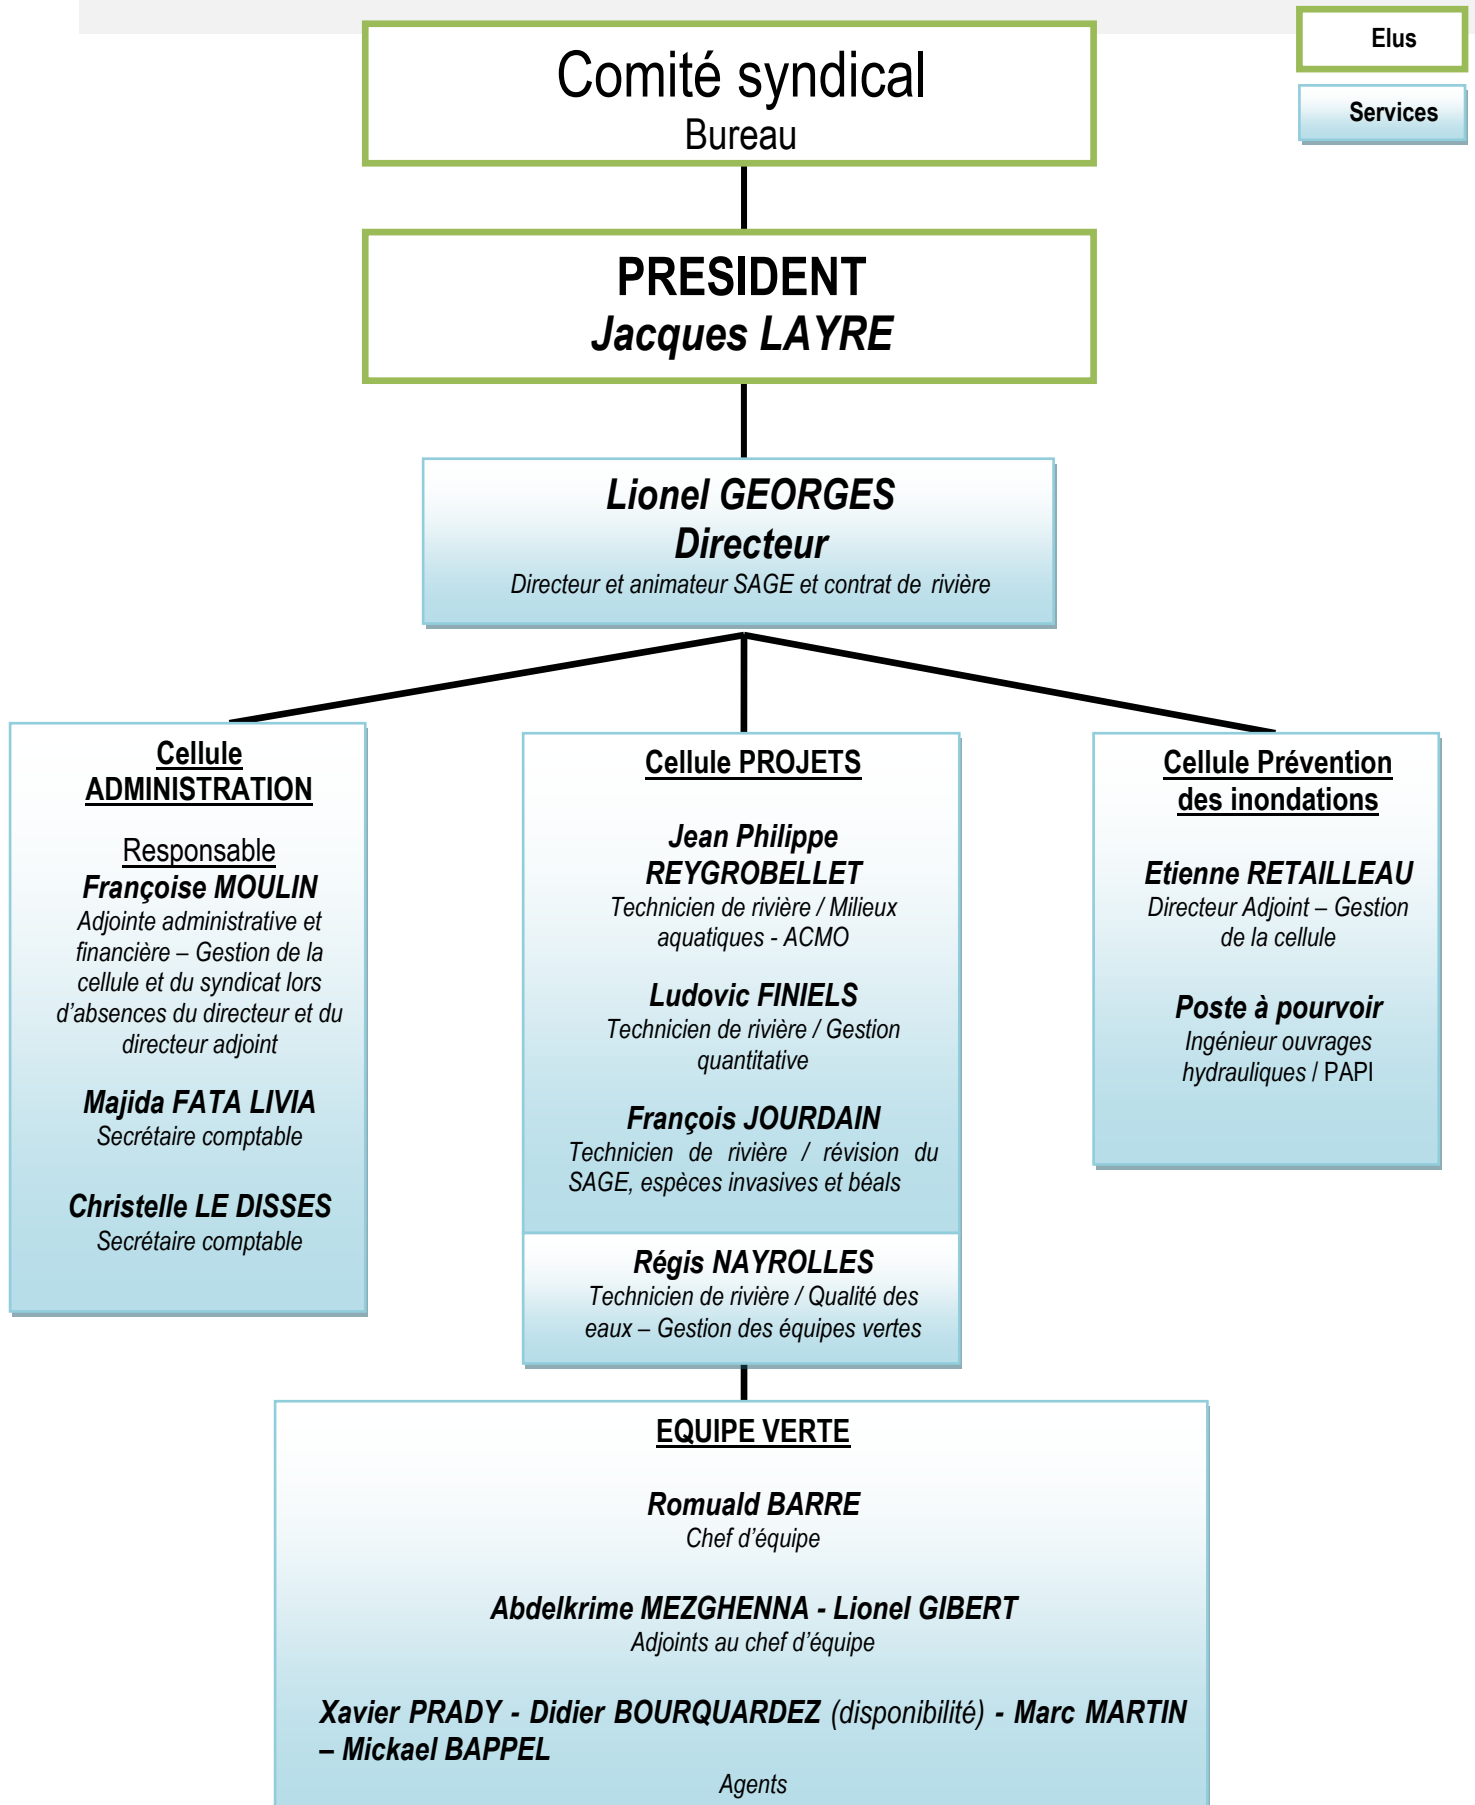 Elus
Services
Comité syndical
Bureau
PRESIDENT
Jacques LAYRE
Lionel GEORGES
Directeur
Directeur et animateur SAGE et contrat de rivière
Cellule
ADMINISTRATION
Responsable
Françoise MOULIN
Adjointe administrative et
financière – Gestion de la
cellule et du syndicat lors
d’absences du directeur et du
directeur adjoint
Majida FATA LIVIA
Secrétaire comptable
Christelle LE DISSES
Secrétaire comptable
Cellule PROJETS
Jean Philippe
REYGROBELLET
Technicien de rivière / Milieux
aquatiques - ACMO
Ludovic FINIELS
Technicien de rivière / Gestion
quantitative
François JOURDAIN
Technicien de rivière / révision du
SAGE, espèces invasives et béals
Régis NAYROLLES
Technicien de rivière / Qualité des
eaux – Gestion des équipes vertes
Cellule Prévention
des inondations
Etienne RETAILLEAU
Directeur Adjoint – Gestion
de la cellule
Poste à pourvoir
Ingénieur ouvrages
hydrauliques / PAPI
EQUIPE VERTE
Romuald BARRE
Chef d’équipe
Abdelkrime MEZGHENNA - Lionel GIBERT
Adjoints au chef d’équipe
Xavier PRADY - Didier BOURQUARDEZ (disponibilité) - Marc MARTIN
– Mickael BAPPEL
Agents